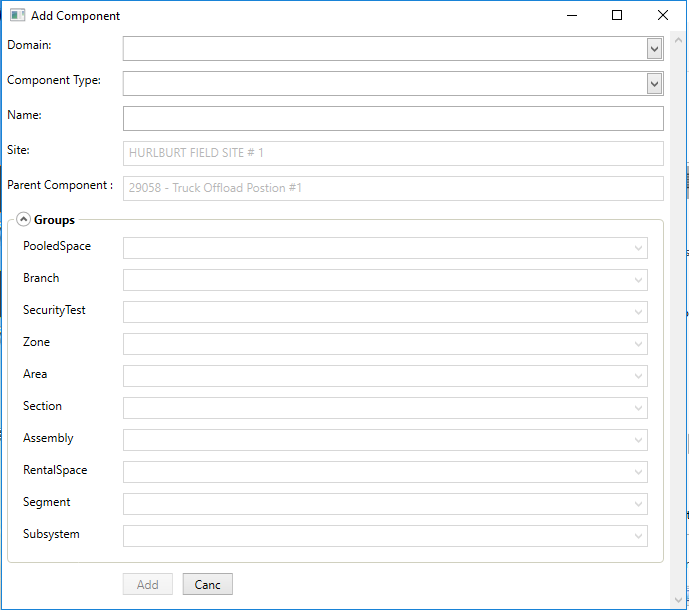 Add Component
Domain:
Component Type:
Name:
Site:
HURLBURT FIELD SITE # 1
Parent Component :
29058 - Truck Offload Postion #1
Groups
PooledSpace
Branch
SecurityTest
Zone
Area
Section
Assembly
RentalSpace
Segment
Subsystem
Add Canc